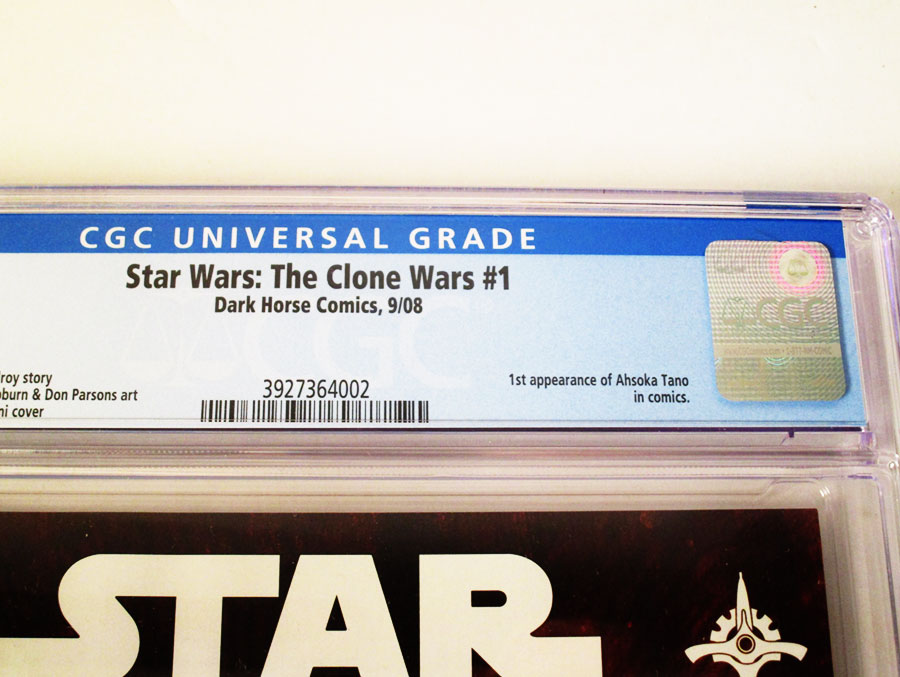 CGC UNIVERSAL GRADE
Star Wars: The Clone Wars #1
Dark Horse Comics, 9/08
CGC
CGC
story
& Don Parsons art
cover
3927364002
1st appearance of Ahsoka Tano
in comics.
STAR